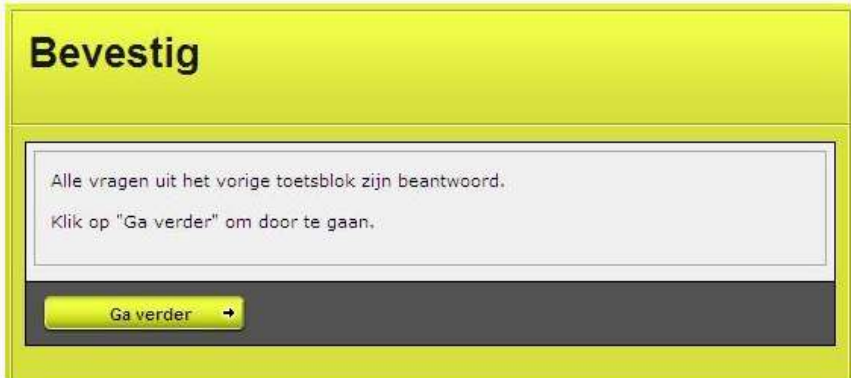 Bevestig
Alle vragen uit het vorige toetsblok zijn beantwoord.
Klik op "Ga verder" om door te gaan.
Ga verder